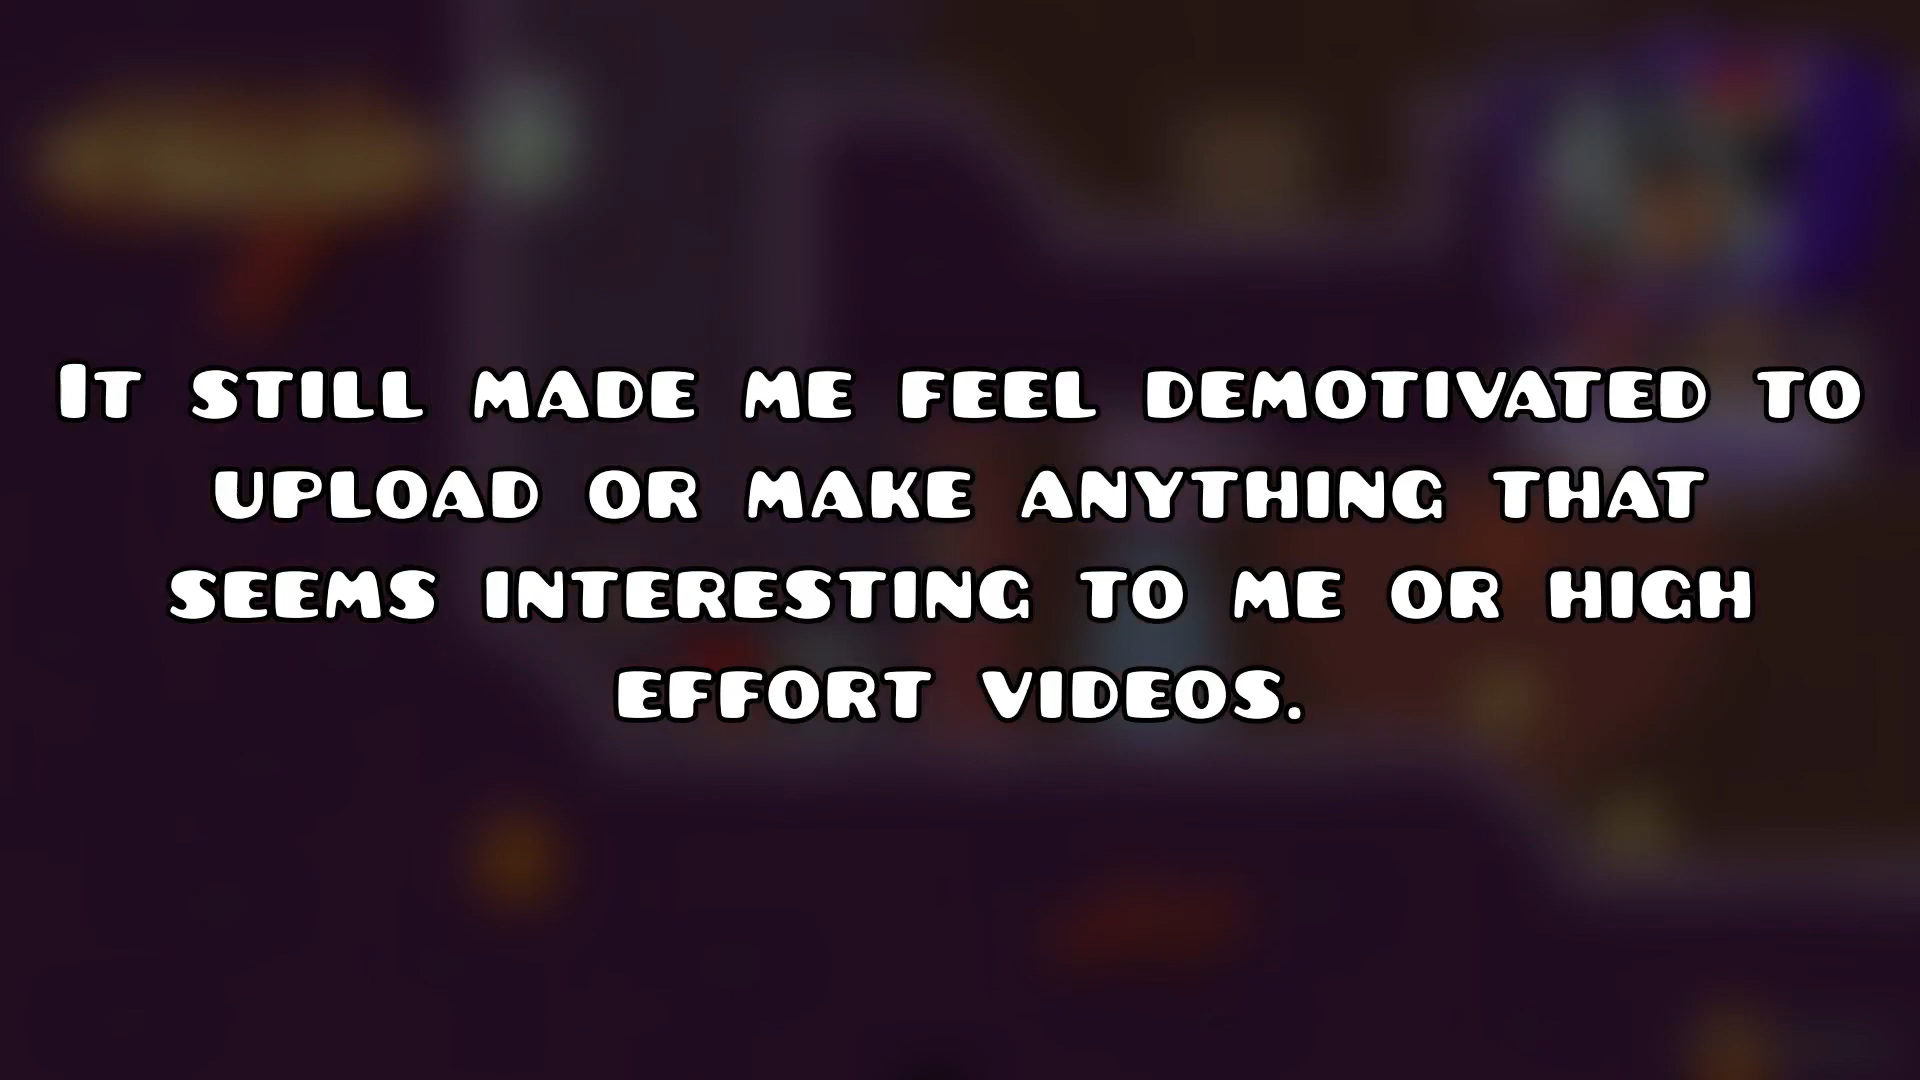 It still made me feel demotivated to
upload or make anything that
seems interesting to me or high
effort videos.